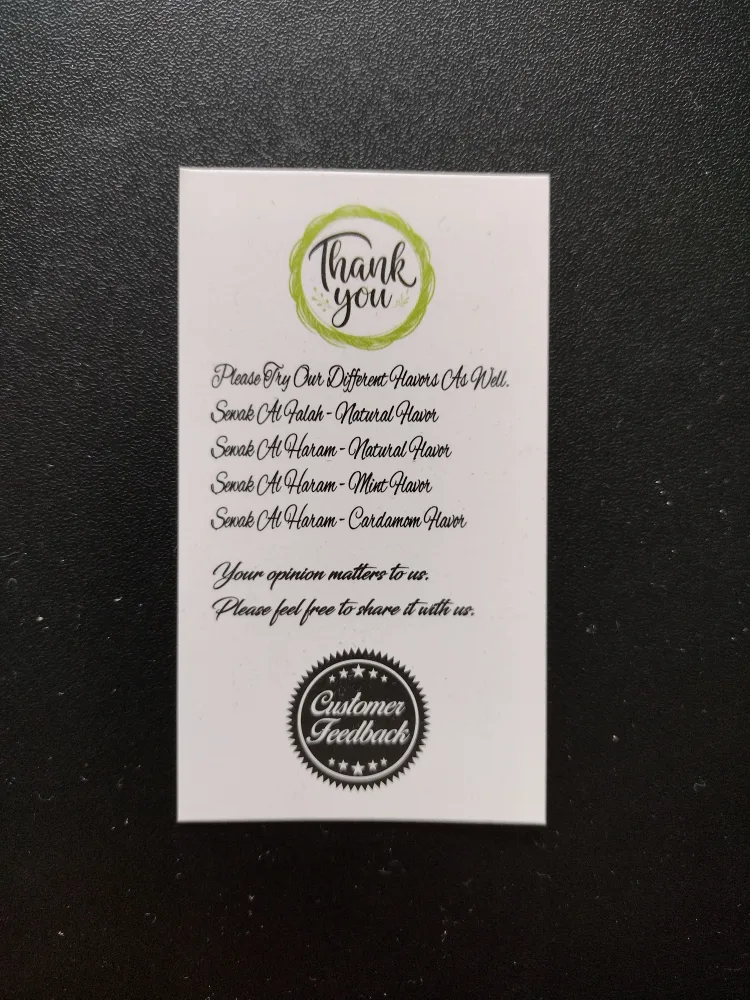 Thank
you
Please Try Our Different Flavors As Well.
Sewak Al Falah - Natural Flavor
Sewak Al Haram - Natural Flavor
Sewak Al Haram - Mint Flavor
Sewak Al Haram - Cardamom Flavor
Your opinion matters to us.
Please feel free to share it with us.
Customer
Feedback